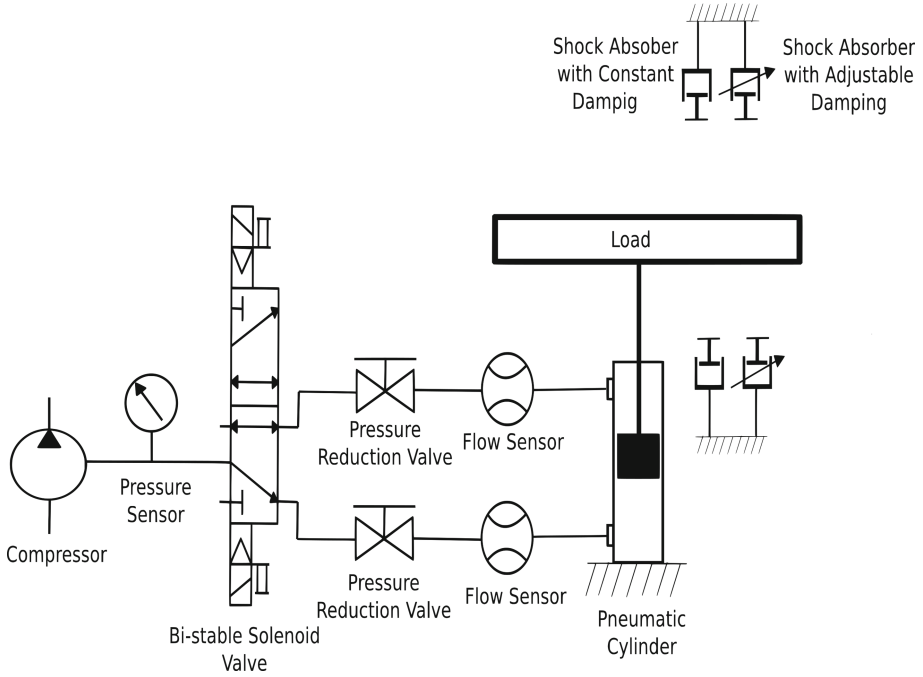 Shock Absober
with Constant
Dampig
Shock Absorber
with Adjustable
Damping
Load
Pressure
Reduction Valve
Flow Sensor
Pressure
Sensor
Compressor
Pressure
Reduction Valve
Flow Sensor
Pneumatic
Cylinder
Bi-stable Solenoid
Valve